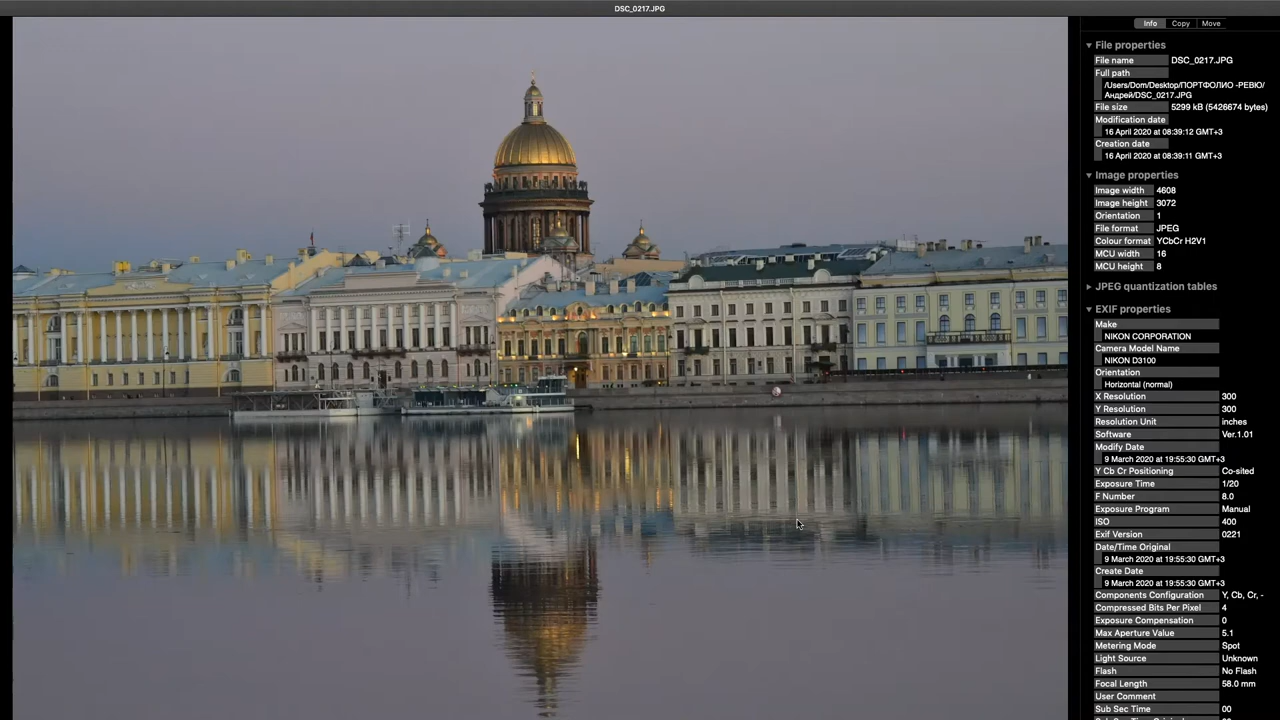 DSC_0217.JPG
Info Copy Move
File properties
File name DSC_0217.JPG
Full path
/Users/Dom/Desktop/ПОРТФОЛИО -РЕВЮ/
Андрей/DSC_0217.JPG
File size 5299 kB (5426674 bytes)
Modification date
16 April 2020 at 08:39:12 GMT+3
Creation date
16 April 2020 at 08:39:11 GMT+3
Image properties
Image width 4608
Image height 3072
Orientation 1
File format JPEG
Colour format YCbCr H2V1
MCU width 16
MCU height 8
JPEG quantization tables
EXIF properties
Make
NIKON CORPORATION
Camera Model Name
NIKON D3100
Orientation
Horizontal (normal)
X Resolution 300
Y Resolution 300
Resolution Unit inches
Software Ver.1.01
Modify Date
9 March 2020 at 19:55:30 GMT+3
Y Cb Cr Positioning Co-sited
Exposure Time 1/20
F Number 8.0
Exposure Program Manual
ISO 400
Exif Version 0221
Date/Time Original
9 March 2020 at 19:55:30 GMT+3
Create Date
9 March 2020 at 19:55:30 GMT+3
Components Configuration Y, Cb, Cr, -
Compressed Bits Per Pixel 4
Exposure Compensation 0
Max Aperture Value 5.1
Metering Mode Spot
Light Source Unknown
Flash No Flash
Focal Length 58.0 mm
User Comment
Sub Sec Time 00